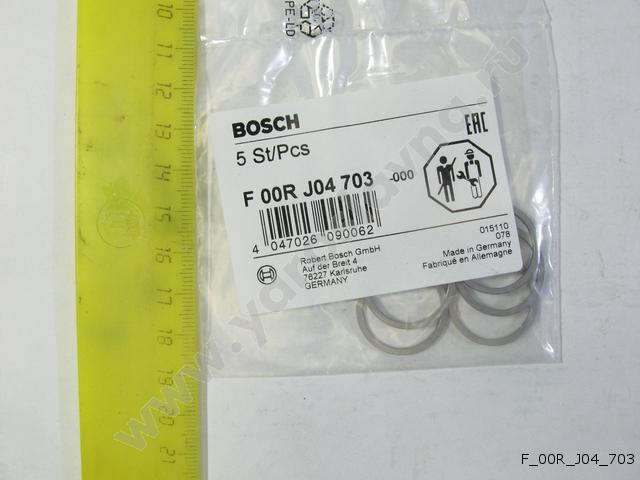 PE-LD
10
11
12
13
14
15
16
17
18
19
20
21
BOSCH
5 St/Pcs
EAC
F 00R J04 703 -000
4 047026 090062
Robert Bosch GmbH
Auf der Breit 4
76227 Karlsruhe
GERMANY
015110
078
Made in Germany
Fabriqué en Allemagne
F_00R_J04_703